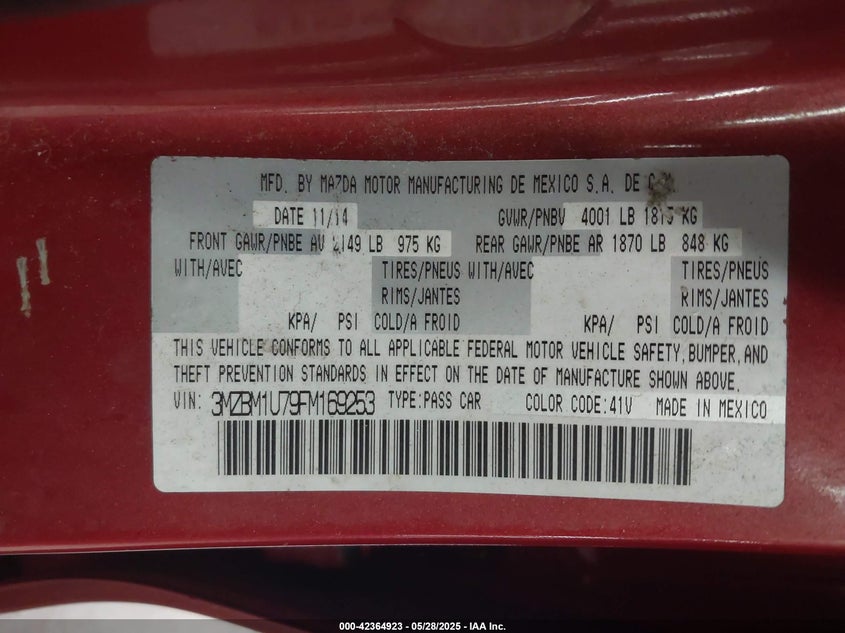 MFD. BY MAZDA MOTOR MANUFACTURING DE MEXICO S.A. DE C.V.
DATE 11/14 GVWR/PNBV 4001 LB 1815 KG
FRONT GAWR/PNBE AV 2149 LB 975 KG REAR GAWR/PNBE AR 1870 LB 848 KG
WITH/AVEC TIRES/PNEUS WITH/AVEC TIRES/PNEUS
RIMS/JANTES RIMS/JANTES
KPA/ PSI COLD/A FROID KPA/ PSI COLD/A FROID
THIS VEHICLE CONFORMS TO ALL APPLICABLE FEDERAL MOTOR VEHICLE SAFETY, BUMPER, AND
THEFT PREVENTION STANDARDS IN EFFECT ON THE DATE OF MANUFACTURE SHOWN ABOVE.
VIN: 3MZBM1U79FM169253 TYPE:PASS CAR COLOR CODE:41V MADE IN MEXICO
000-42364923 / 05/28/2025 - IAA Inc.